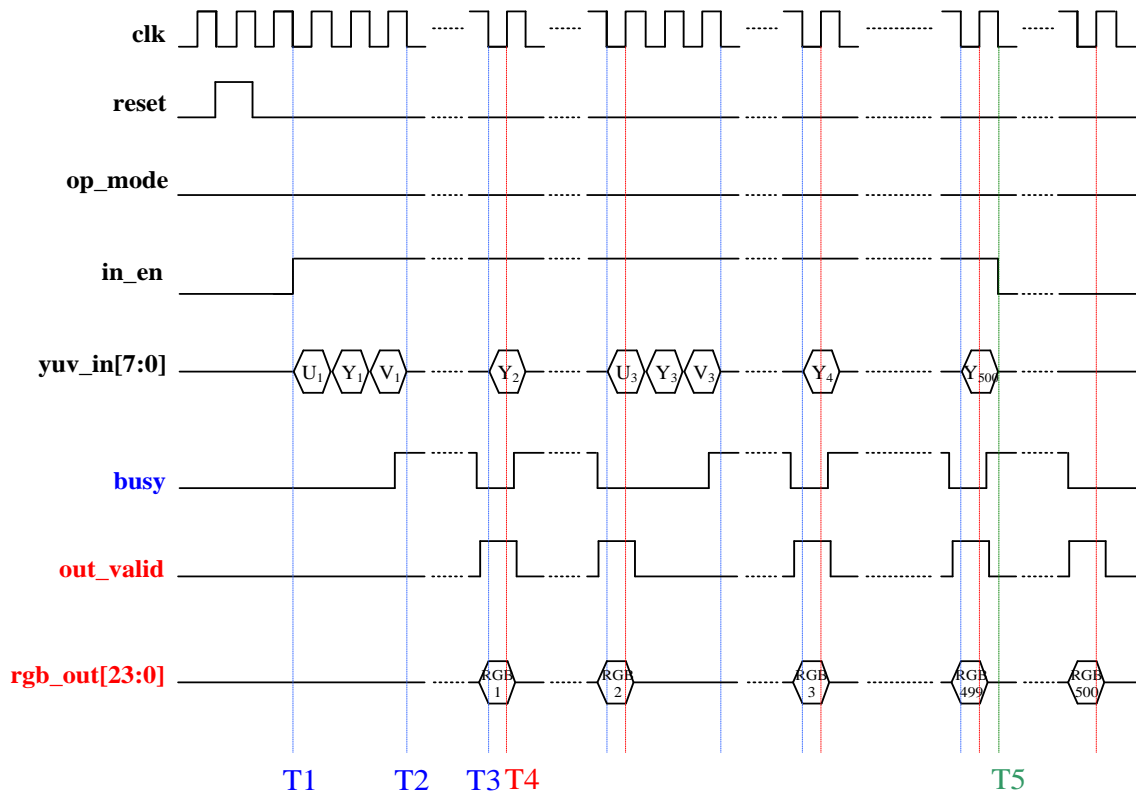 clk
reset
op_mode
in_en
yuv_in[7:0] U1 Y1 V1 Y2 U3 Y3 V3 Y4 Y500
busy
out_valid
rgb_out[23:0] RGB 1 RGB 2 RGB 3 RGB 499 RGB 500
T1 T2 T3 T4 T5